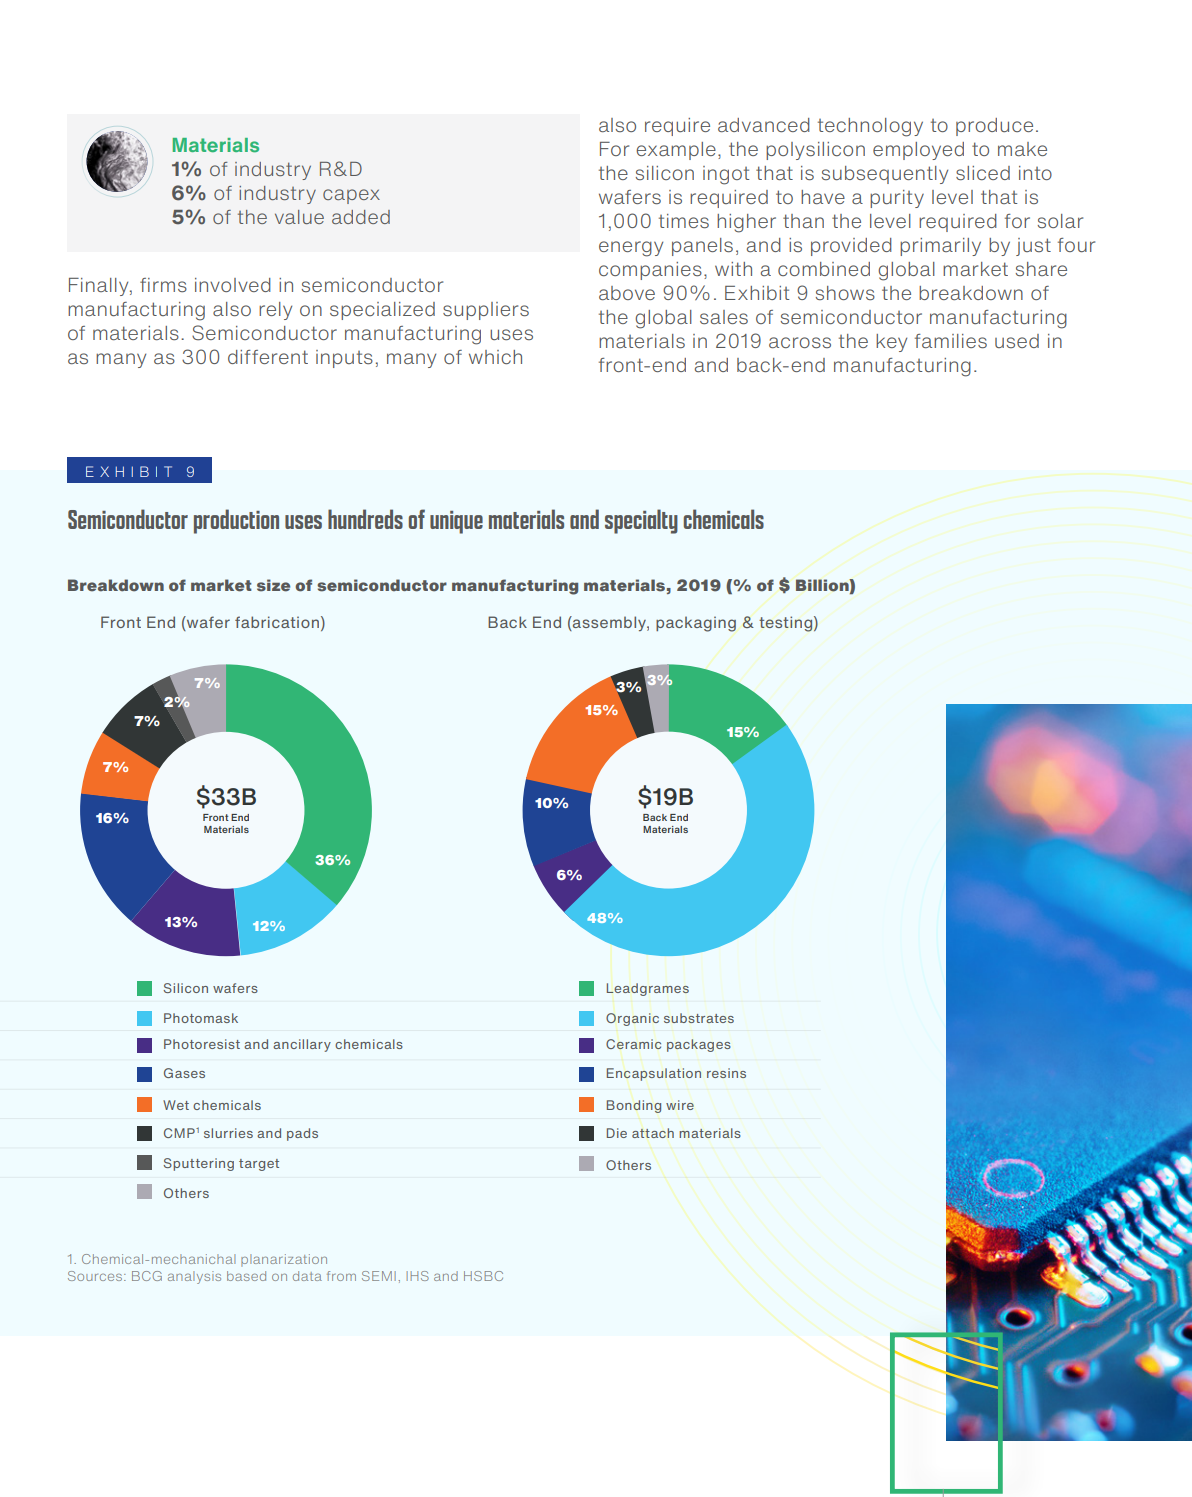 Materials
1% of industry R&D
6% of industry capex
5% of the value added
Finally, firms involved in semiconductor
manufacturing also rely on specialized suppliers
of materials. Semiconductor manufacturing uses
as many as 300 different inputs, many of which
also require advanced technology to produce.
For example, the polysilicon employed to make
the silicon ingot that is subsequently sliced into
wafers is required to have a purity level that is
1,000 times higher than the level required for solar
energy panels, and is provided primarily by just four
companies, with a combined global market share
above 90%. Exhibit 9 shows the breakdown of
the global sales of semiconductor manufacturing
materials in 2019 across the key families used in
front-end and back-end manufacturing.
EXHIBIT 9
Semiconductor production uses hundreds of unique materials and specialty chemicals
Breakdown of market size of semiconductor manufacturing materials, 2019 (% of $ Billion)
Front End (wafer fabrication)
7%
2%
7%
7%
16%
13%
12%
36%
$33B
Front End
Materials
Silicon wafers
Photomask
Photoresist and ancillary chemicals
Gases
Wet chemicals
CMP¹ slurries and pads
Sputtering target
Others
Back End (assembly, packaging & testing)
3%
3%
15%
15%
10%
6%
48%
$19B
Back End
Materials
Leadgrames
Organic substrates
Ceramic packages
Encapsulation resins
Bonding wire
Die attach materials
Others
1. Chemical-mechanichal planarization
Sources: BCG analysis based on data from SEMI, IHS and HSBC